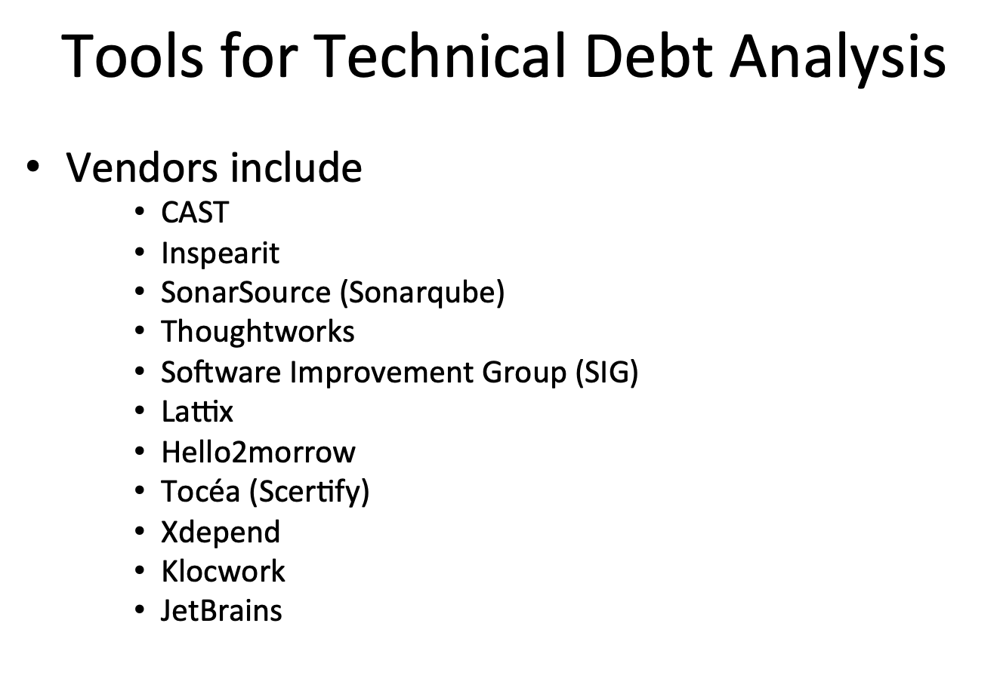 Tools for Technical Debt Analysis
• Vendors include
• CAST
• Inspearit
• SonarSource (Sonarqube)
• Thoughtworks
• Software Improvement Group (SIG)
• Lattix
• Hello2morrow
• Tocéa (Scertify)
• Xdepend
• Klocwork
• JetBrains